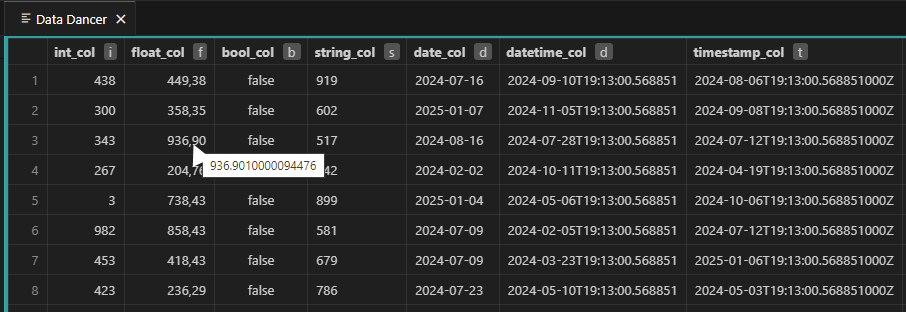 Data Dancer
int_col i float_col f bool_col b string_col s date_col d datetime_col d timestamp_col t
1 438 449,38 false 919 2024-07-16 2024-09-10T19:13:00.568851 2024-08-06T19:13:00.568851000Z
2 300 358,35 false 602 2025-01-07 2024-11-05T19:13:00.568851 2024-09-08T19:13:00.568851000Z
3 343 936,90 false 517 2024-08-16 2024-07-28T19:13:00.568851 2024-07-12T19:13:00.568851000Z
936.9010000094476
4 267 204,76 42 2024-02-02 2024-10-11T19:13:00.568851 2024-04-19T19:13:00.568851000Z
5 3 738,43 false 899 2025-01-04 2024-05-06T19:13:00.568851 2024-10-06T19:13:00.568851000Z
6 982 858,43 false 581 2024-07-09 2024-02-05T19:13:00.568851 2024-07-12T19:13:00.568851000Z
7 453 418,43 false 679 2024-07-09 2024-03-23T19:13:00.568851 2025-01-06T19:13:00.568851000Z
8 423 236,29 false 786 2024-07-23 2024-05-10T19:13:00.568851 2024-05-03T19:13:00.568851000Z